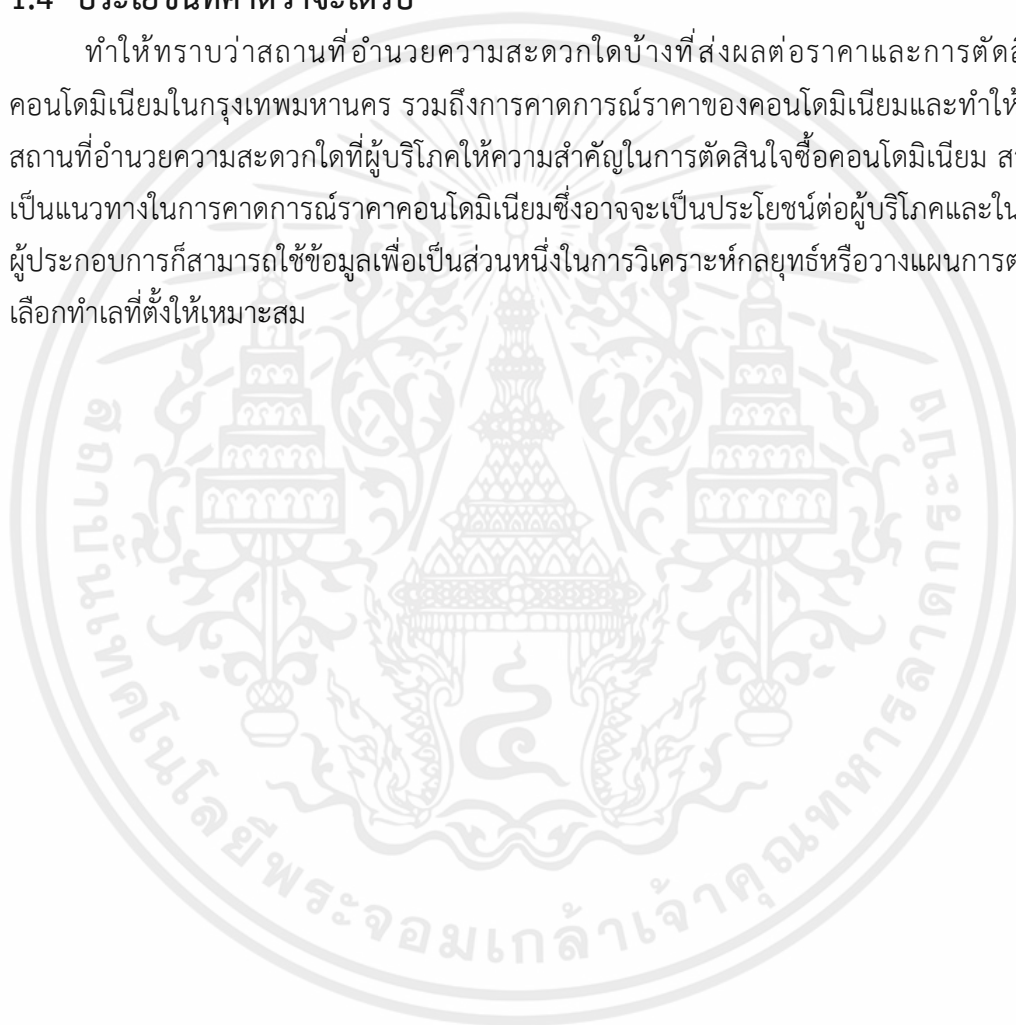 1.4 ประโยชน์ที่คาดว่าจะได้รับ
ทำให้ทราบว่าสถานที่อำนวยความสะดวกใดบ้างที่ส่งผลต่อราคาและการ
คอนโดมิเนียมในกรุงเทพมหานคร รวมถึงการคาดการณ์ราคาของคอนโดมิเนียมและทำให้
สถานที่อำนวยความสะดวกใดที่ผู้บริโภคให้ความสำคัญในการตัดสินใจซื้อคอนโดมิเนียม
เป็นแนวทางในการคาดการณ์ราคาคอนโดมิเนียมซึ่งอาจจะเป็นประโยชน์ต่อผู้บริโภคและใน
ผู้ประกอบการก็สามารถใช้ข้อมูลเพื่อเป็นส่วนหนึ่งในการวิเคราะห์กลยุทธ์หรือวางแผนการ
เลือกทำเลที่ตั้งให้เหมาะสม
สถาบันเทคโนโลยีพระจอมเกล้าเจ้าคุณทหารลาดกระบัง